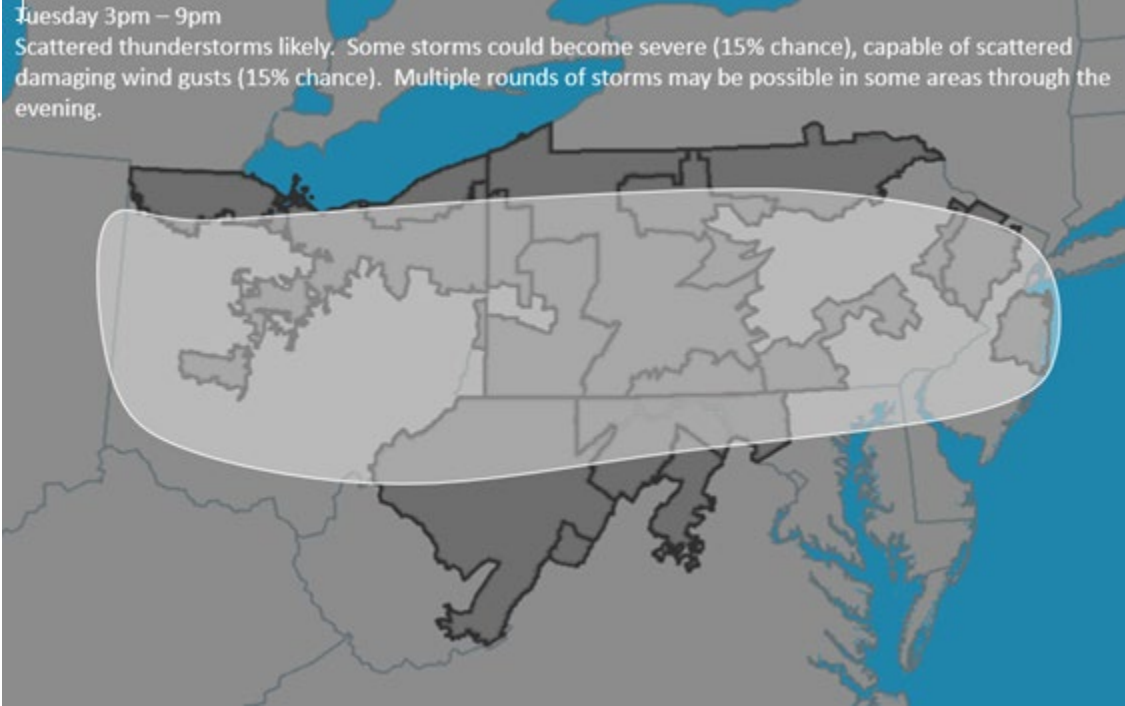 Tuesday 3pm – 9pm
Scattered thunderstorms likely.  Some storms could become severe (15% chance), capable of scattered
damaging wind gusts (15% chance).  Multiple rounds of storms may be possible in some areas through the
evening.